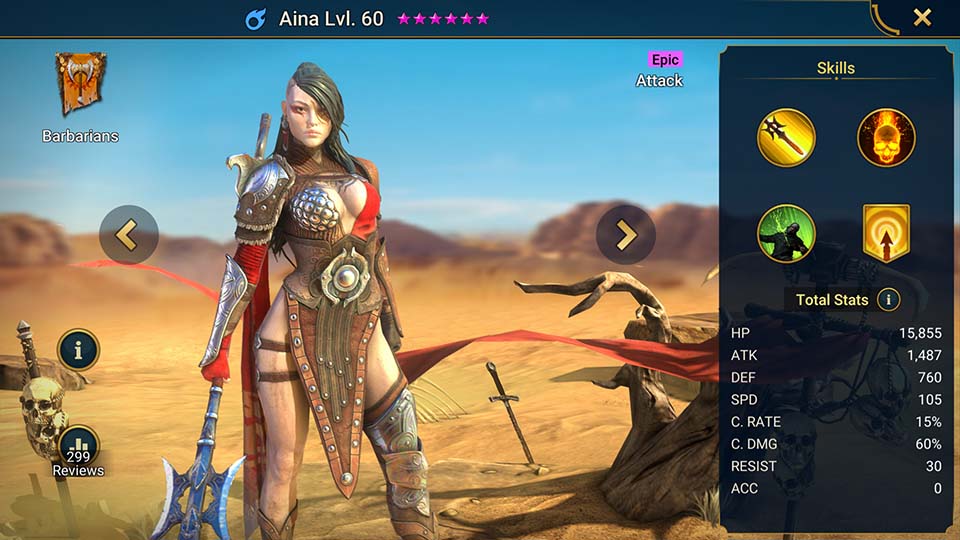 Aina Lvl. 60
Barbarians
Epic
Attack
299
Reviews
Skills
Total Stats
HP 15,855
ATK 1,487
DEF 760
SPD 105
C. RATE 15%
C. DMG 60%
RESIST 30
ACC 0